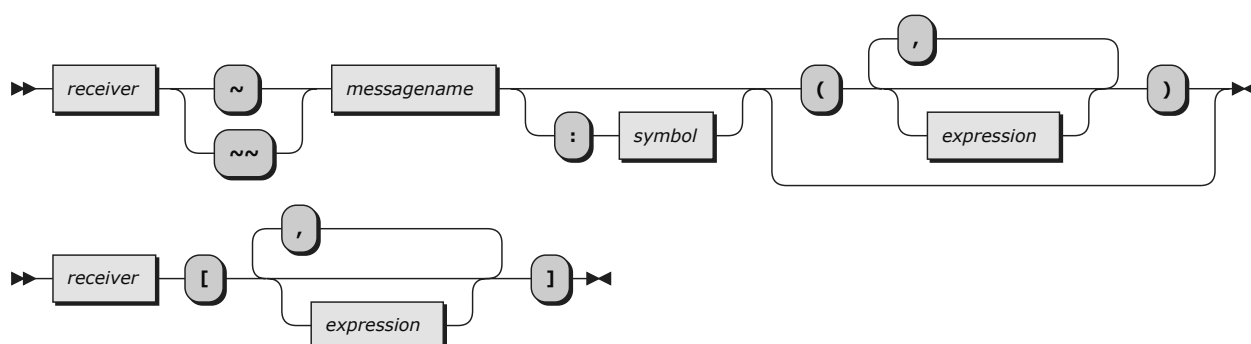 ,
receiver ~ messagename ( )
~~ : symbol expression
,
receiver [ ]
expression